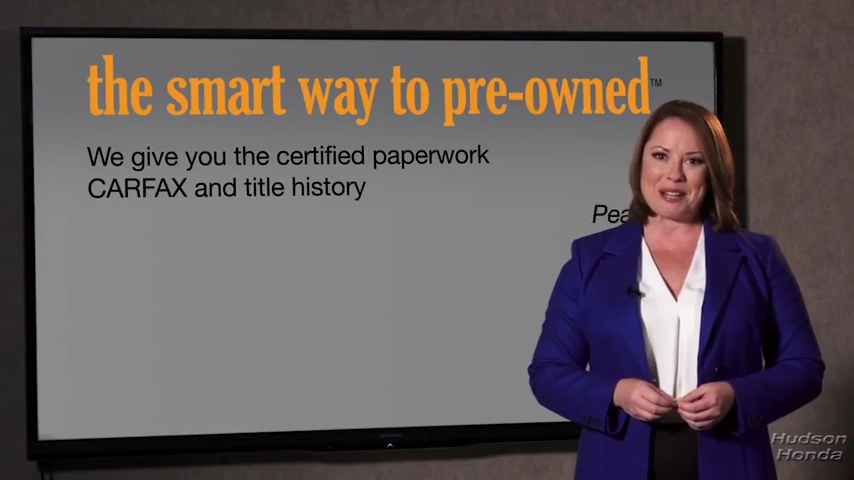 the smart way to pre-owned™
We give you the certified paperwork
CARFAX and title history
Hudson
Honda